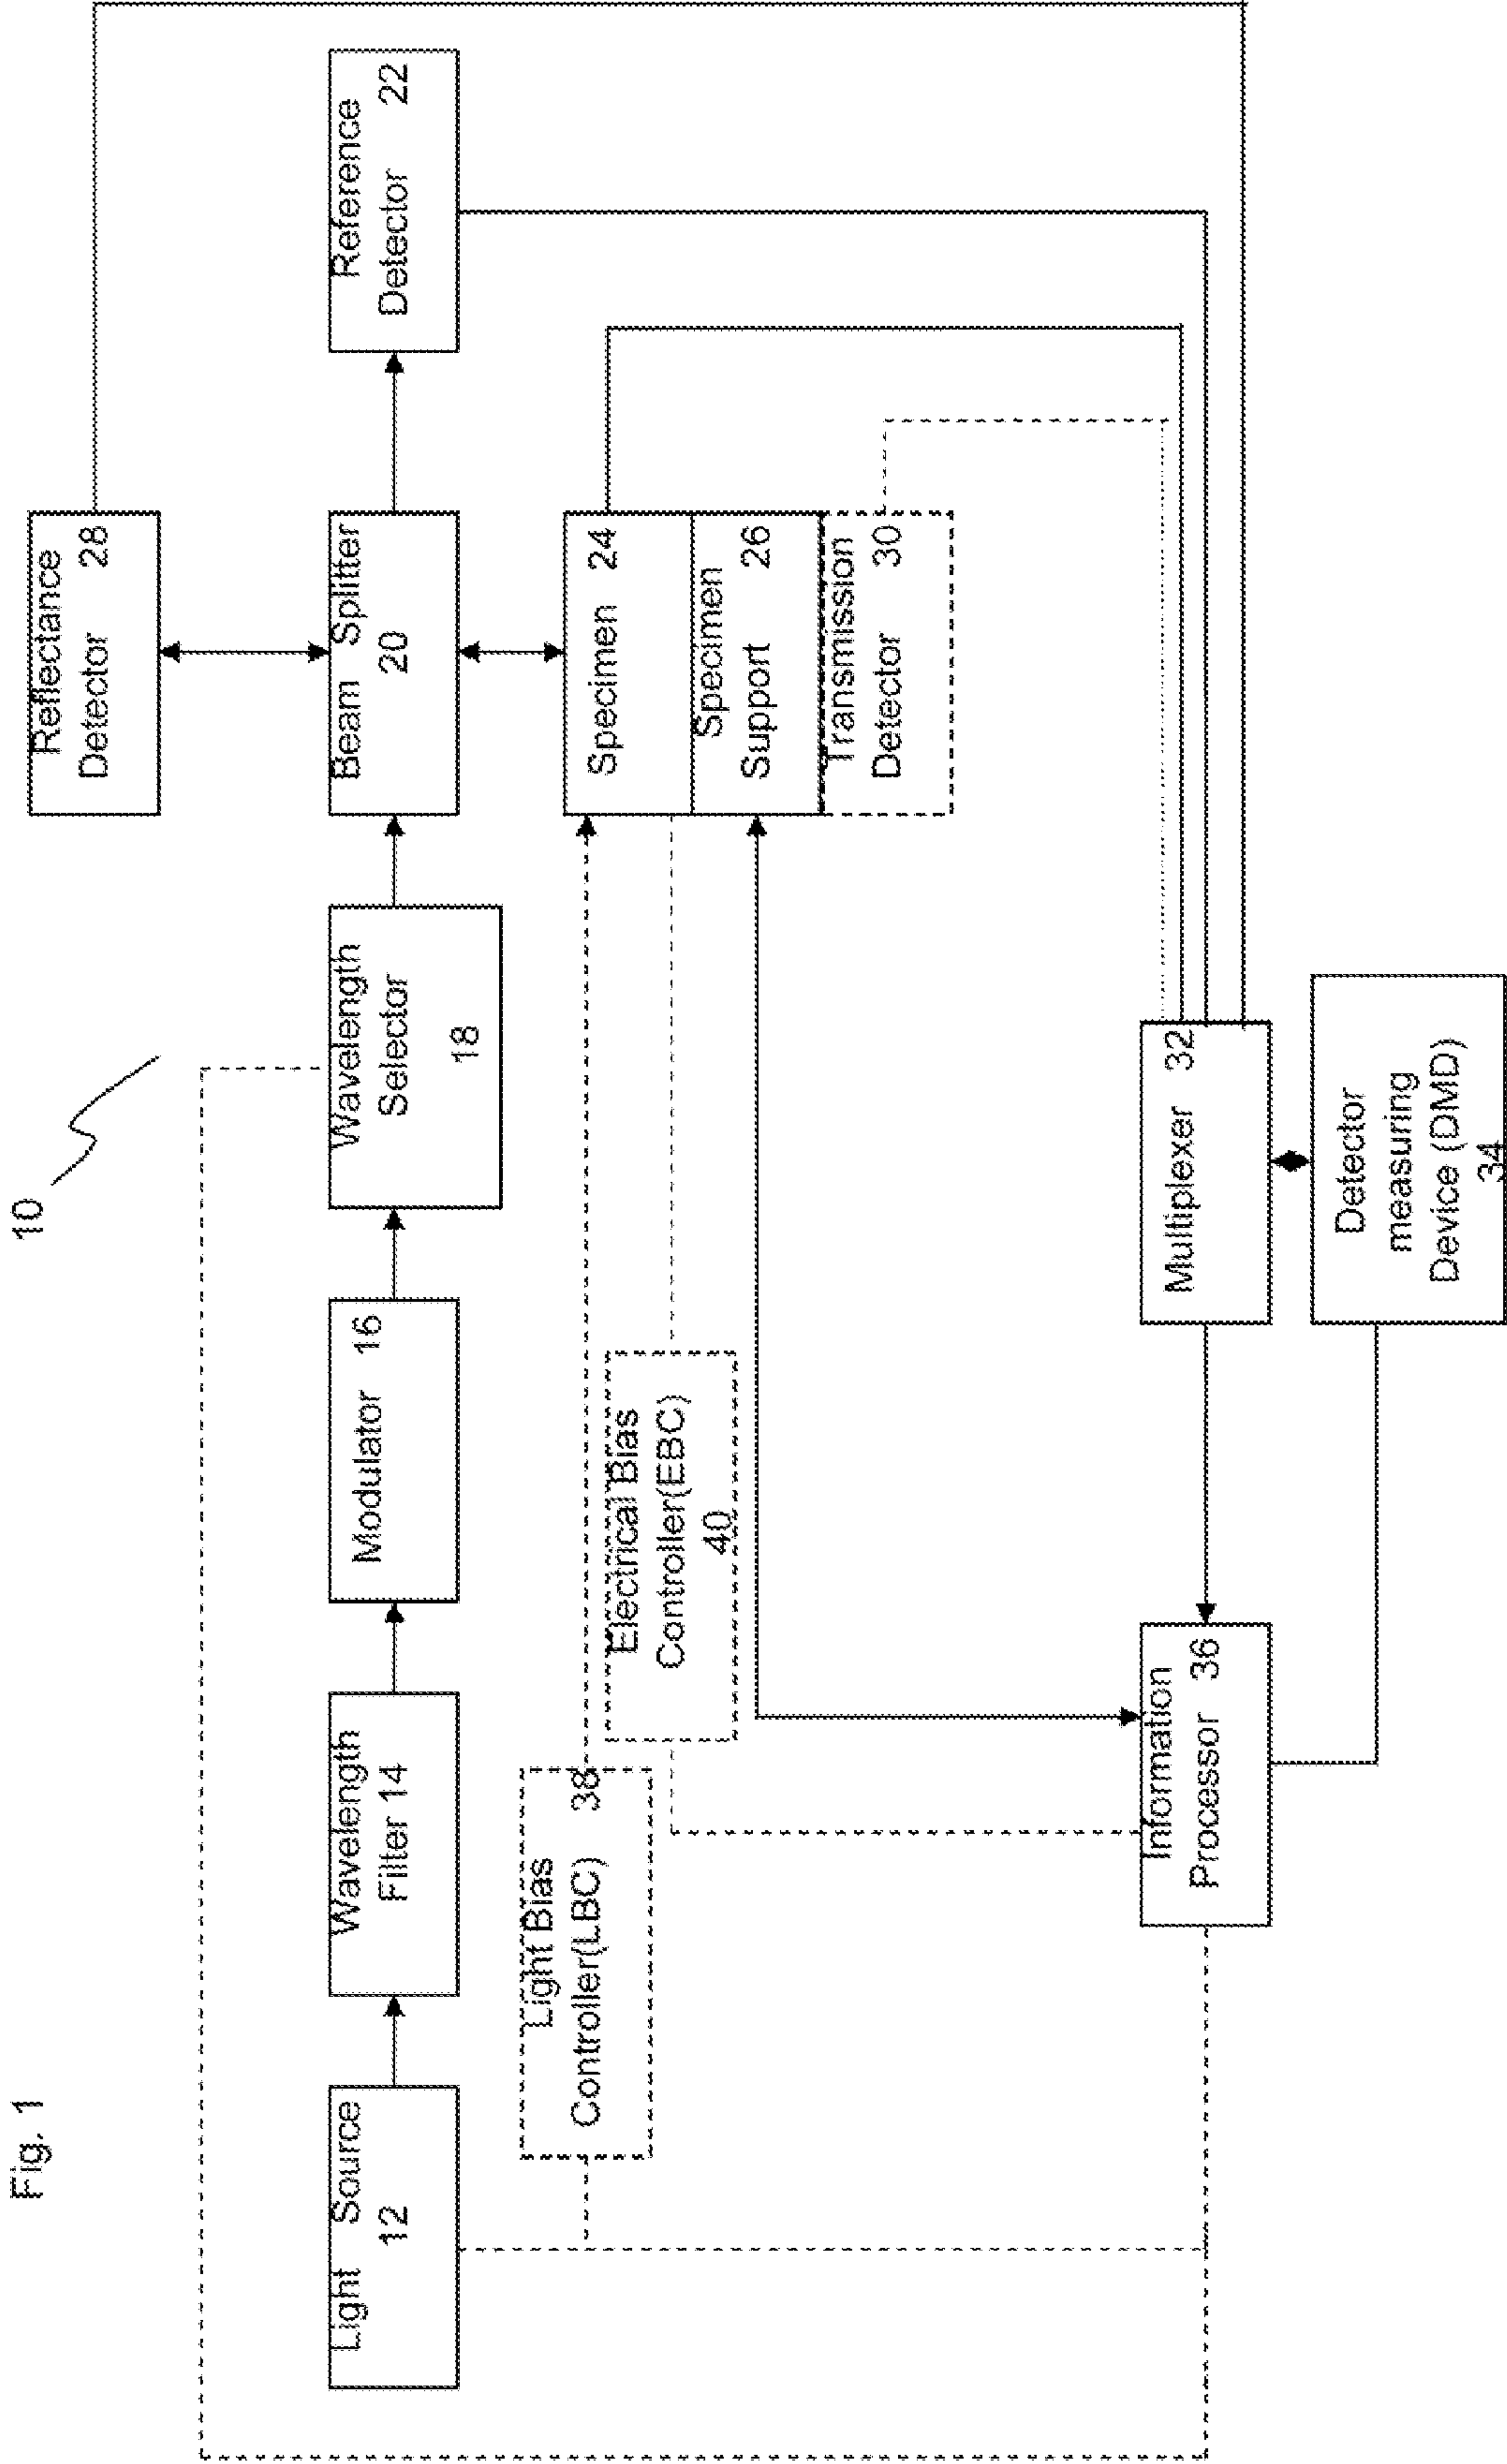 Fig. 1
10
Reflectance
Detector 28
Light Source
12
Wavelength
Filter 14
Modulator 16
Wavelength
Selector
18
Beam Splitter
20
Reference
Detector 22
Light Bias
Controller(LBC) 38
Electrical Bias
Controller(EBC)
40
Specimen 24
Specimen
Support 26
Transmission
Detector 30
Information
Processor 36
Multiplexer 32
Detector
measuring
Device (DMD)
34